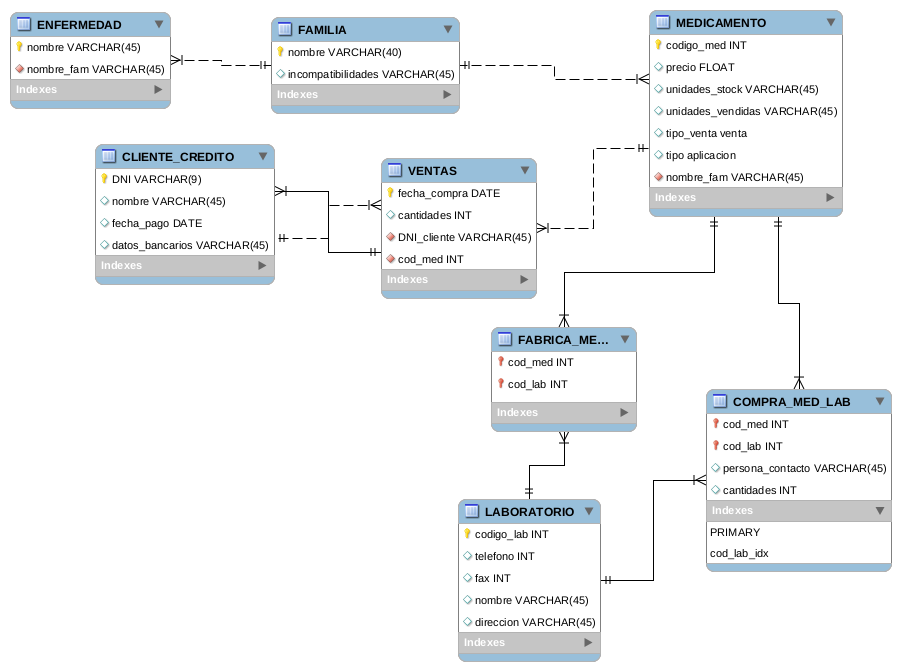 ENFERMEDAD
nombre VARCHAR(45)
nombre_fam VARCHAR(45)
Indexes
FAMILIA
nombre VARCHAR(40)
incompatibilidades VARCHAR(45)
Indexes
MEDICAMENTO
codigo_med INT
precio FLOAT
unidades_stock VARCHAR(45)
unidades_vendidas VARCHAR(45)
tipo_venta venta
tipo aplicacion
nombre_fam VARCHAR(45)
Indexes
CLIENTE_CREDITO
DNI VARCHAR(9)
nombre VARCHAR(45)
fecha_pago DATE
datos_bancarios VARCHAR(45)
Indexes
VENTAS
fecha_compra DATE
cantidades INT
DNI_cliente VARCHAR(45)
cod_med INT
Indexes
FABRICA_ME...
cod_med INT
cod_lab INT
Indexes
COMPRA_MED_LAB
cod_med INT
cod_lab INT
persona_contacto VARCHAR(45)
cantidades INT
Indexes
PRIMARY
cod_lab_idx
LABORATORIO
codigo_lab INT
telefono INT
fax INT
nombre VARCHAR(45)
direccion VARCHAR(45)
Indexes